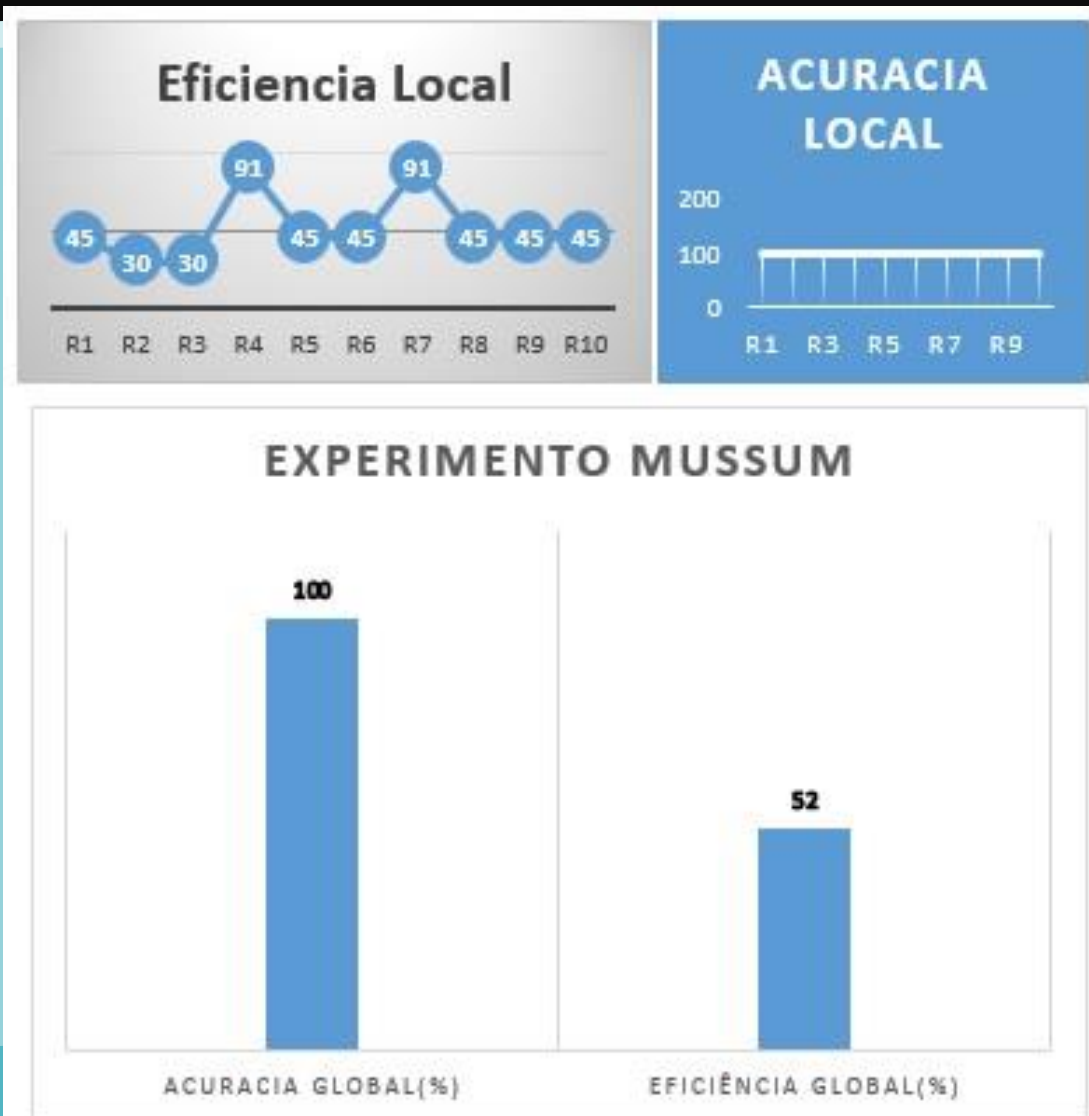 Eficiencia Local
91 91
45 45 45 45 45 45
30 30
R1 R2 R3 R4 R5 R6 R7 R8 R9 R10
ACURACIA
LOCAL
200
100
0
R1 R3 R5 R7 R9
EXPERIMENTO MUSSUM
100
52
ACURACIA GLOBAL(%) EFICIÊNCIA GLOBAL(%)